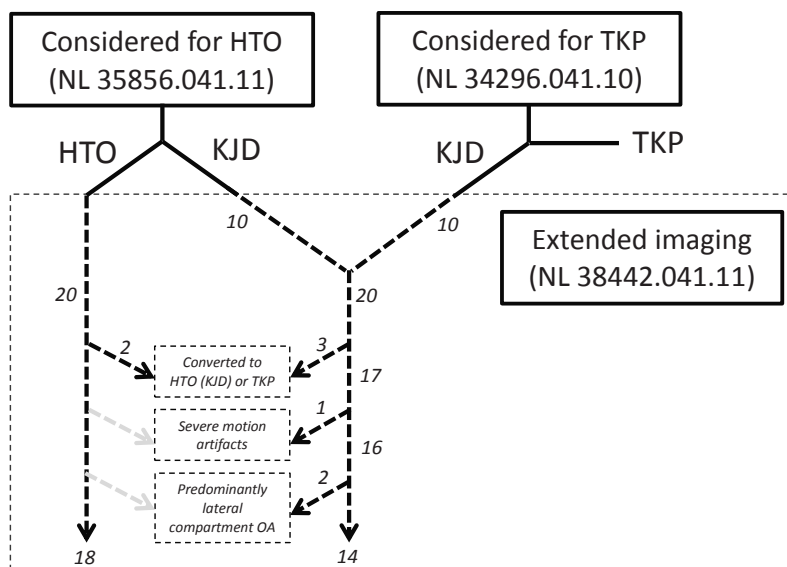 Considered for HTO
(NL 35856.041.11)
Considered for TKP
(NL 34296.041.10)
HTO
KJD
KJD
TKP
10
10
Extended imaging
(NL 38442.041.11)
20
20
2
3
Converted to
HTO (KJD) or TKP
17
1
Severe motion
artifacts
16
2
Predominantly
lateral
compartment OA
18
14